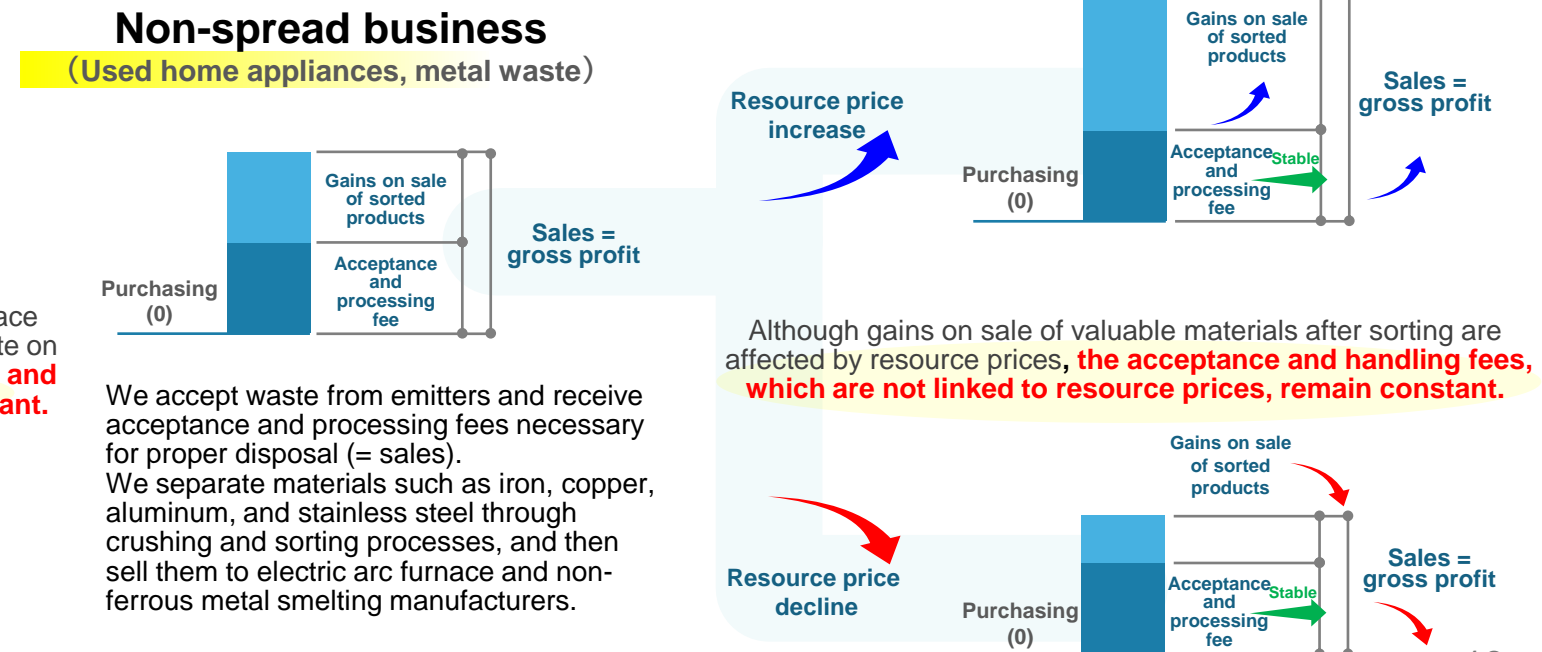 Non-spread business
（Used home appliances, metal waste）
Gains on sale
of sorted
products
Acceptance
and
processing
fee
Purchasing
(0)
Sales =
gross profit
ace
te on
and
ant.
We accept waste from emitters and receive
acceptance and processing fees necessary
for proper disposal (= sales).
We separate materials such as iron, copper,
aluminum, and stainless steel through
crushing and sorting processes, and then
sell them to electric arc furnace and non-
ferrous metal smelting manufacturers.
Resource price
increase
Gains on sale
of sorted
products
Sales =
gross profit
Purchasing
(0)
Acceptance
and
processing
fee
Stable
Although gains on sale of valuable materials after sorting are
affected by resource prices, the acceptance and handling fees,
which are not linked to resource prices, remain constant.
Resource price
decline
Gains on sale
of sorted
products
Sales =
gross profit
Purchasing
(0)
Acceptance
and
processing
fee
Stable